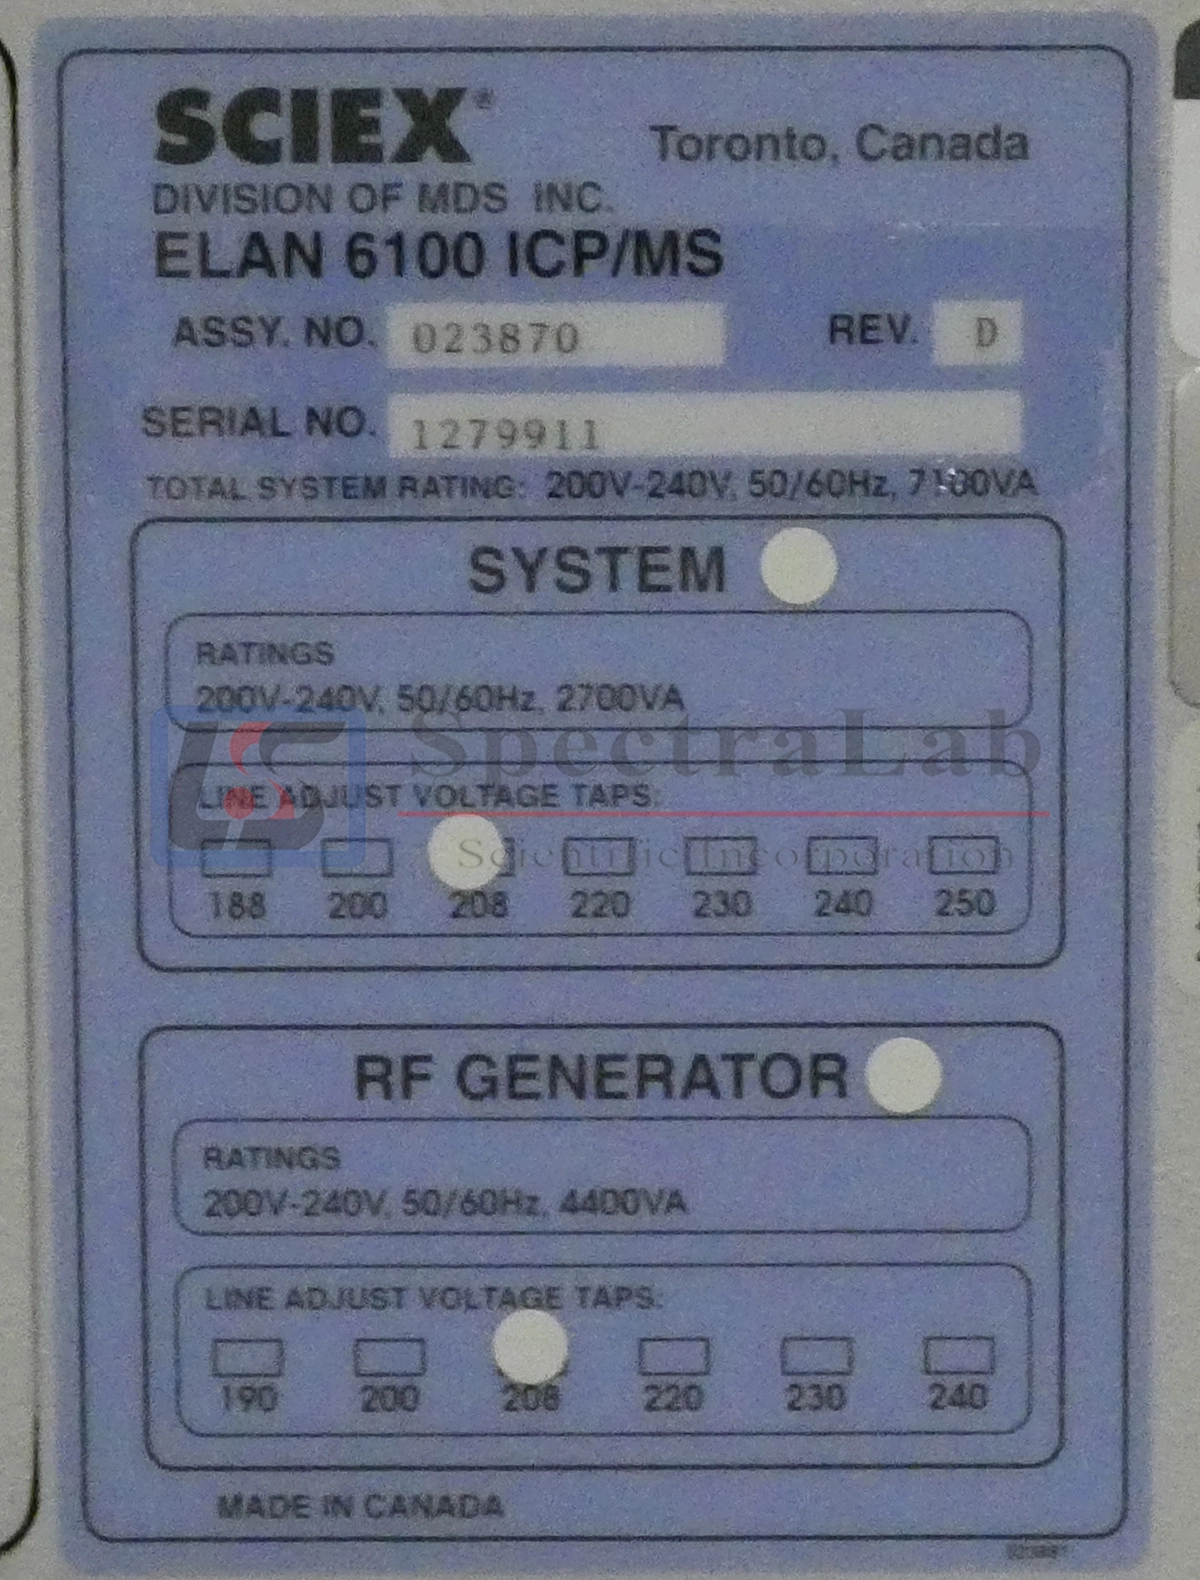 SCIEX® Toronto, Canada
DIVISION OF MDS INC.
ELAN 6100 ICP/MS
ASSY. NO. 023870 REV. D
SERIAL NO. 1279911
TOTAL SYSTEM RATING: 200V-240V, 50/60Hz, 7100VA
SYSTEM
RATINGS
200V-240V, 50/60Hz, 2700VA
SpectraLab
LINE ADJUST VOLTAGE TAPS:
Scientific Incorporation
188 200 208 220 230 240 250
RF GENERATOR
RATINGS
200V-240V, 50/60Hz, 4400VA
LINE ADJUST VOLTAGE TAPS:
190 200 208 220 230 240
MADE IN CANADA